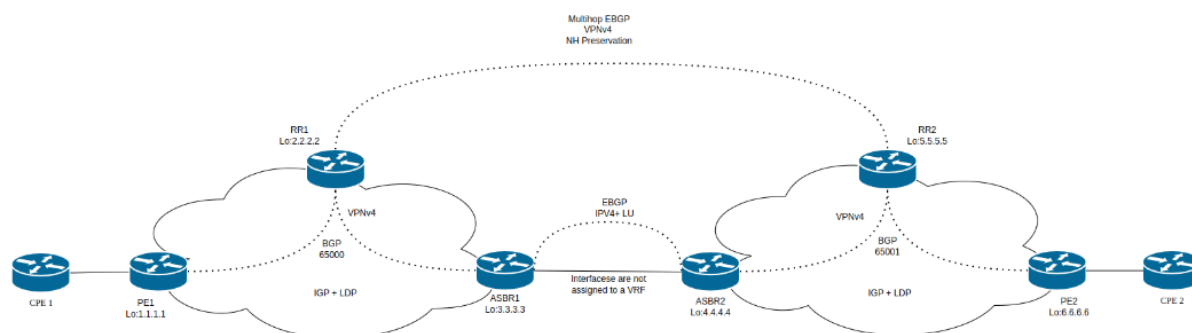 Multihop EBGP
VPNv4
NH Preservation
RR1
Lo:2.2.2.2
RR2
Lo:5.5.5.5
EBGP
IPV4+ LU
VPNv4
VPNv4
BGP
65000
BGP
65001
Interfacese are not
assigned to a VRF
CPE 1
PE1
Lo:1.1.1.1
IGP + LDP
ASBR1
Lo:3.3.3.3
ASBR2
Lo:4.4.4.4
IGP + LDP
PE2
Lo:6.6.6.6
CPE 2